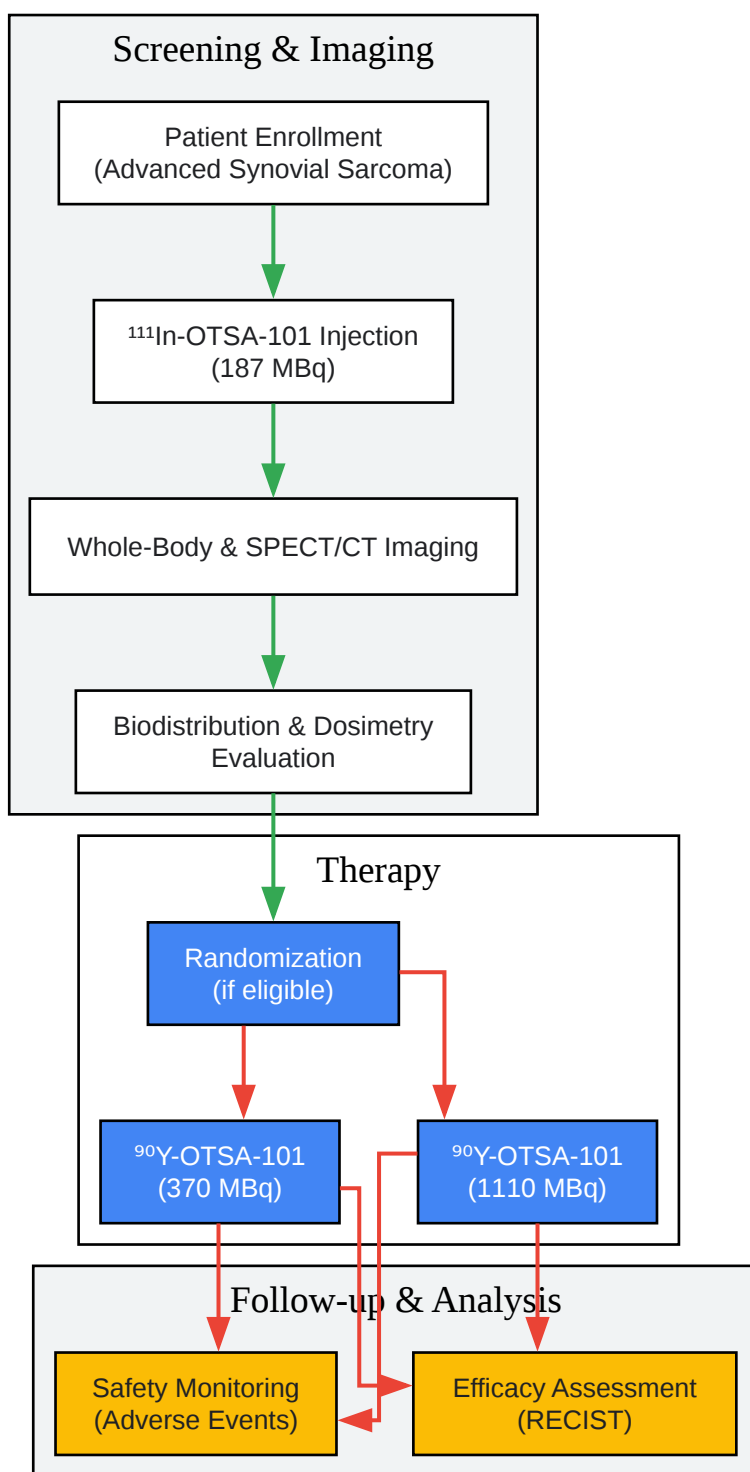 Screening & Imaging
Patient Enrollment
(Advanced Synovial Sarcoma)
¹¹¹In-OTSA-101 Injection
(187 MBq)
Whole-Body & SPECT/CT Imaging
Biodistribution & Dosimetry
Evaluation
Therapy
Randomization
(if eligible)
⁹⁰Y-OTSA-101
(370 MBq)
⁹⁰Y-OTSA-101
(1110 MBq)
Follow-up & Analysis
Safety Monitoring
(Adverse Events)
Efficacy Assessment
(RECIST)